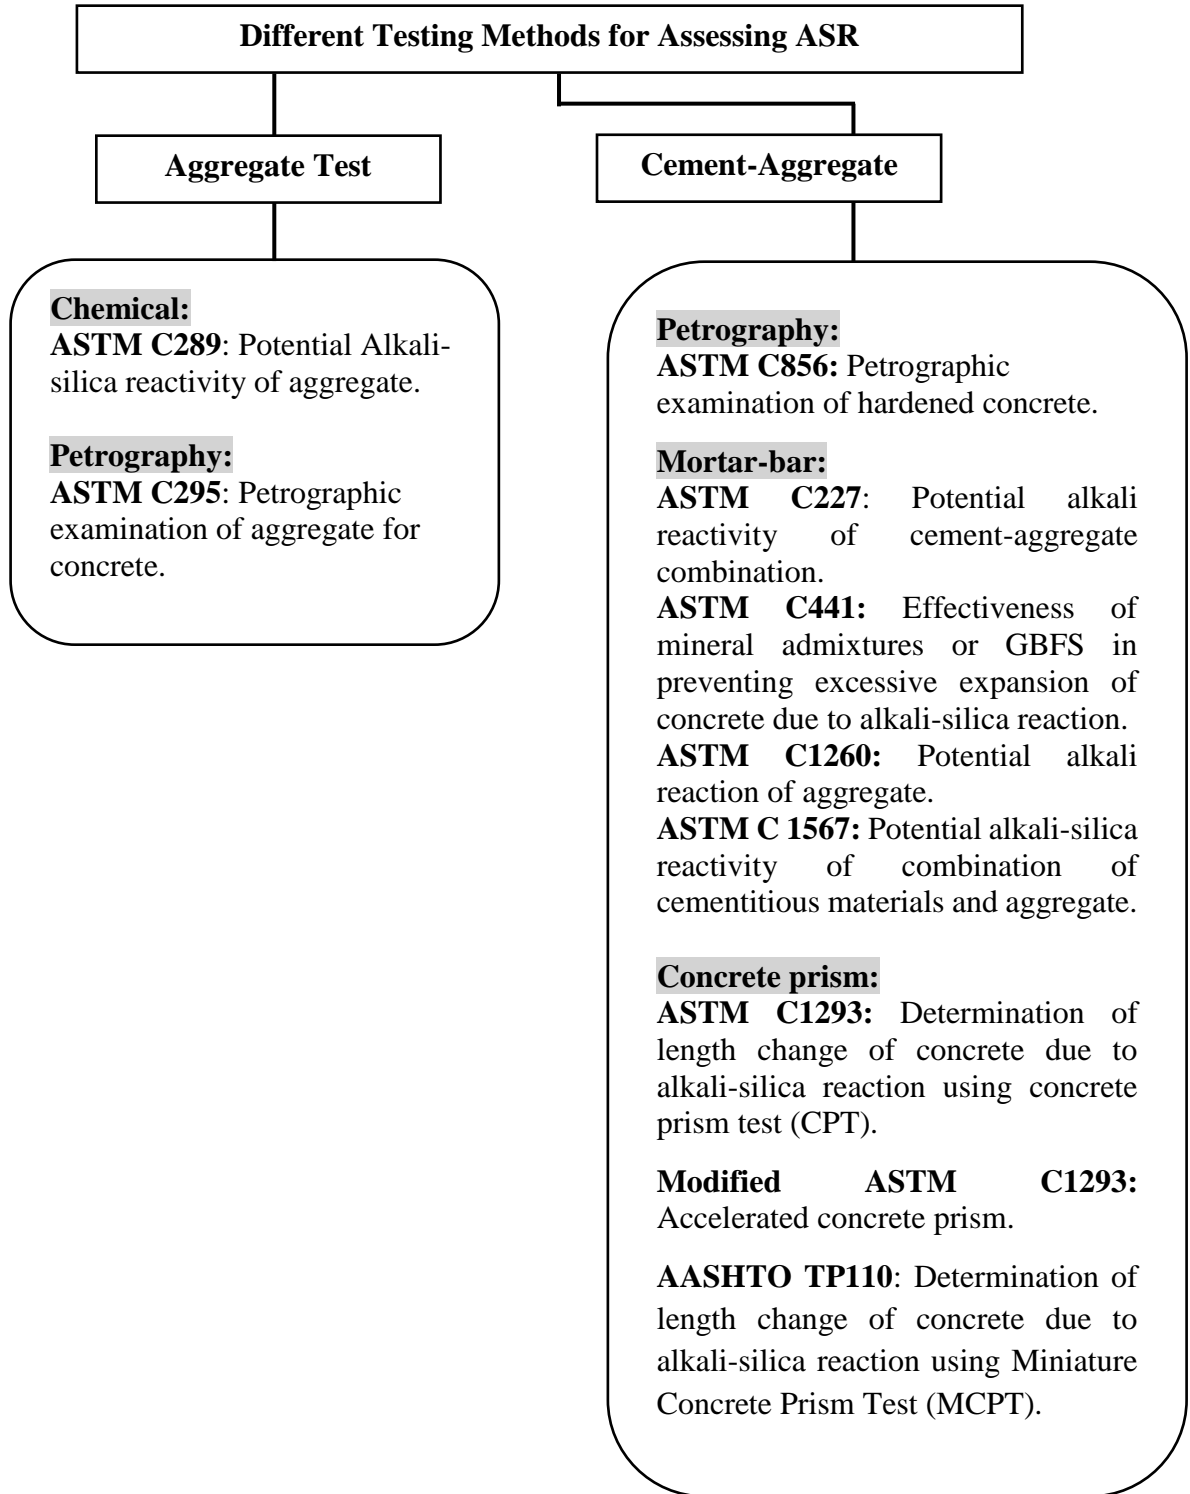 Different Testing Methods for Assessing ASR
Aggregate Test
Cement-Aggregate
Chemical:
ASTM C289: Potential Alkali-
silica reactivity of aggregate.
Petrography:
ASTM C295: Petrographic
examination of aggregate for
concrete.
Petrography:
ASTM C856: Petrographic
examination of hardened concrete.
Mortar-bar:
ASTM C227: Potential alkali
reactivity of cement-aggregate
combination.
ASTM C441: Effectiveness of
mineral admixtures or GBFS in
preventing excessive expansion of
concrete due to alkali-silica reaction.
ASTM C1260: Potential alkali
reaction of aggregate.
ASTM C 1567: Potential alkali-silica
reactivity of combination of
cementitious materials and aggregate.
Concrete prism:
ASTM C1293: Determination of
length change of concrete due to
alkali-silica reaction using concrete
prism test (CPT).
Modified ASTM C1293:
Accelerated concrete prism.
AASHTO TP110: Determination of
length change of concrete due to
alkali-silica reaction using Miniature
Concrete Prism Test (MCPT).